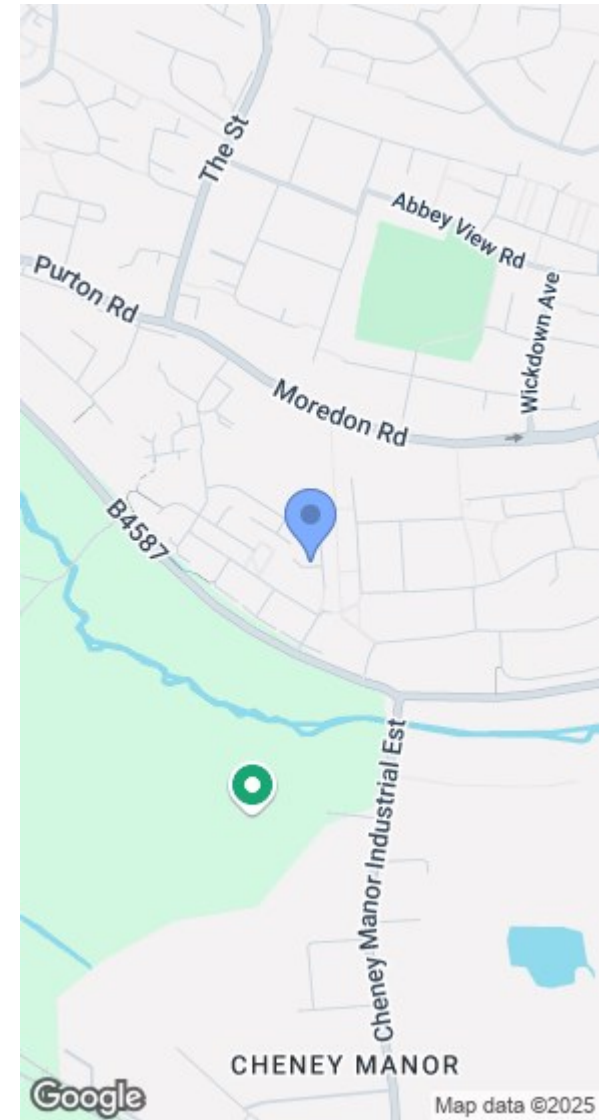 The St
Abbey View Rd
Purton Rd
Wickdown Ave
Moredon Rd
B4587
Cheney Manor Industrial Est
CHENEY MANOR
Google
Map data ©2025